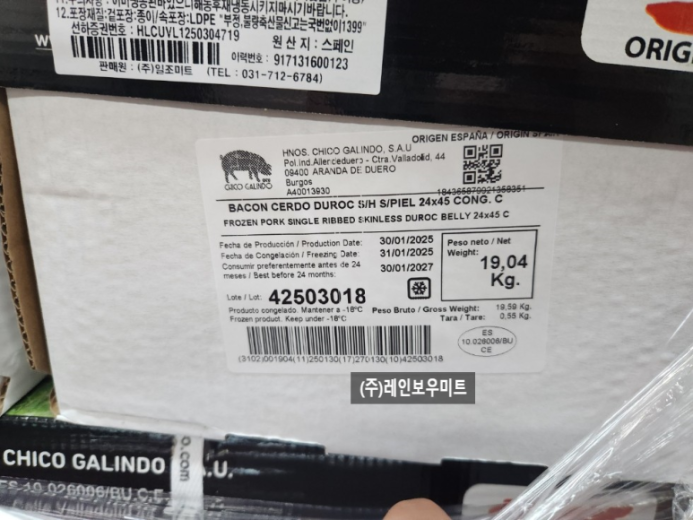 12.포장재질:겉포장:종이/속포장:LDPE "부정,불량축산물신고는국번없이1399"
선하증권번호 : HLCUVL1250304719
원 산 지 : 스페인
이력번호 : 917131600123
판매원 : (주)일조미트 (TEL : 031-712-6784)
ORIGEN ESPAÑA / ORIGIN SPAIN
HNOS. CHICO GALINDO, S.A.U
Pol.ind.Allendeduero - Ctra.Valladolid, 44
09400 ARANDA DE DUERO
Burgos
A40013930
CHICO GALINDO
BACON CERDO DUROC S/H S/PIEL 24x45 CONG. C
FROZEN PORK SINGLE RIBBED SKINLESS DUROC BELLY 24x45 C
Fecha de Producción / Production Date: 30/01/2025
Fecha de Congelación / Freezing Date: 31/01/2025
Consumir preferentemente antes de 24
meses / Best before 24 months: 30/01/2027
Peso neto / Net
Weight: 19,04
Kg.
Lote / Lot: 42503018
Producto congelado. Mantener a -18ºC
Frozen product. Keep under -18ºC
Peso Bruto / Gross Weight: 19,59 Kg.
Tara / Tare: 0,55 Kg.
ES
10.026006/BU
CE
(3102)001904(11)250130(17)270130(10)42503018
(주)레인보우미트
CHICO GALINDO
A.U.
ES-10.026006/BU.C.E